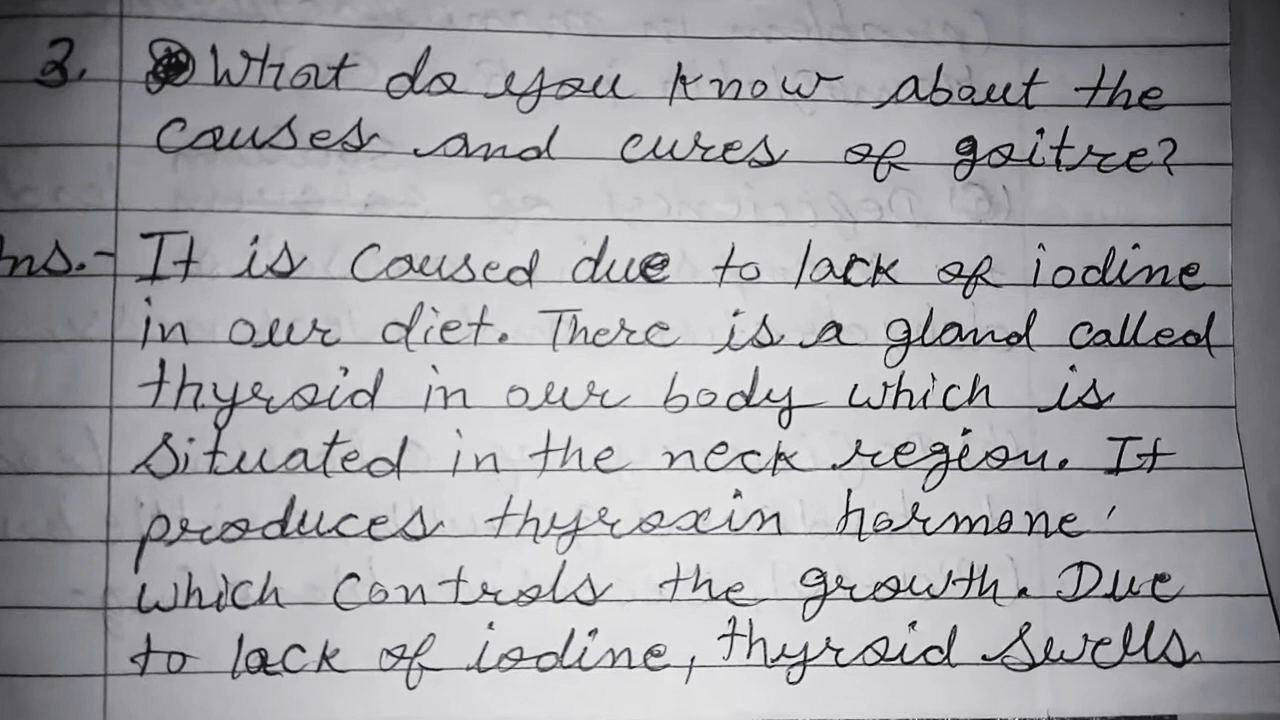 3. What do you know about the
causes and cures of goitre?
Ans.- It is caused due to lack of iodine
in our diet. There is a gland called
thyroid in our body which is
situated in the neck region. It
produces thyroxin hormone
which controls the growth. Due
to lack of iodine, thyroid swells